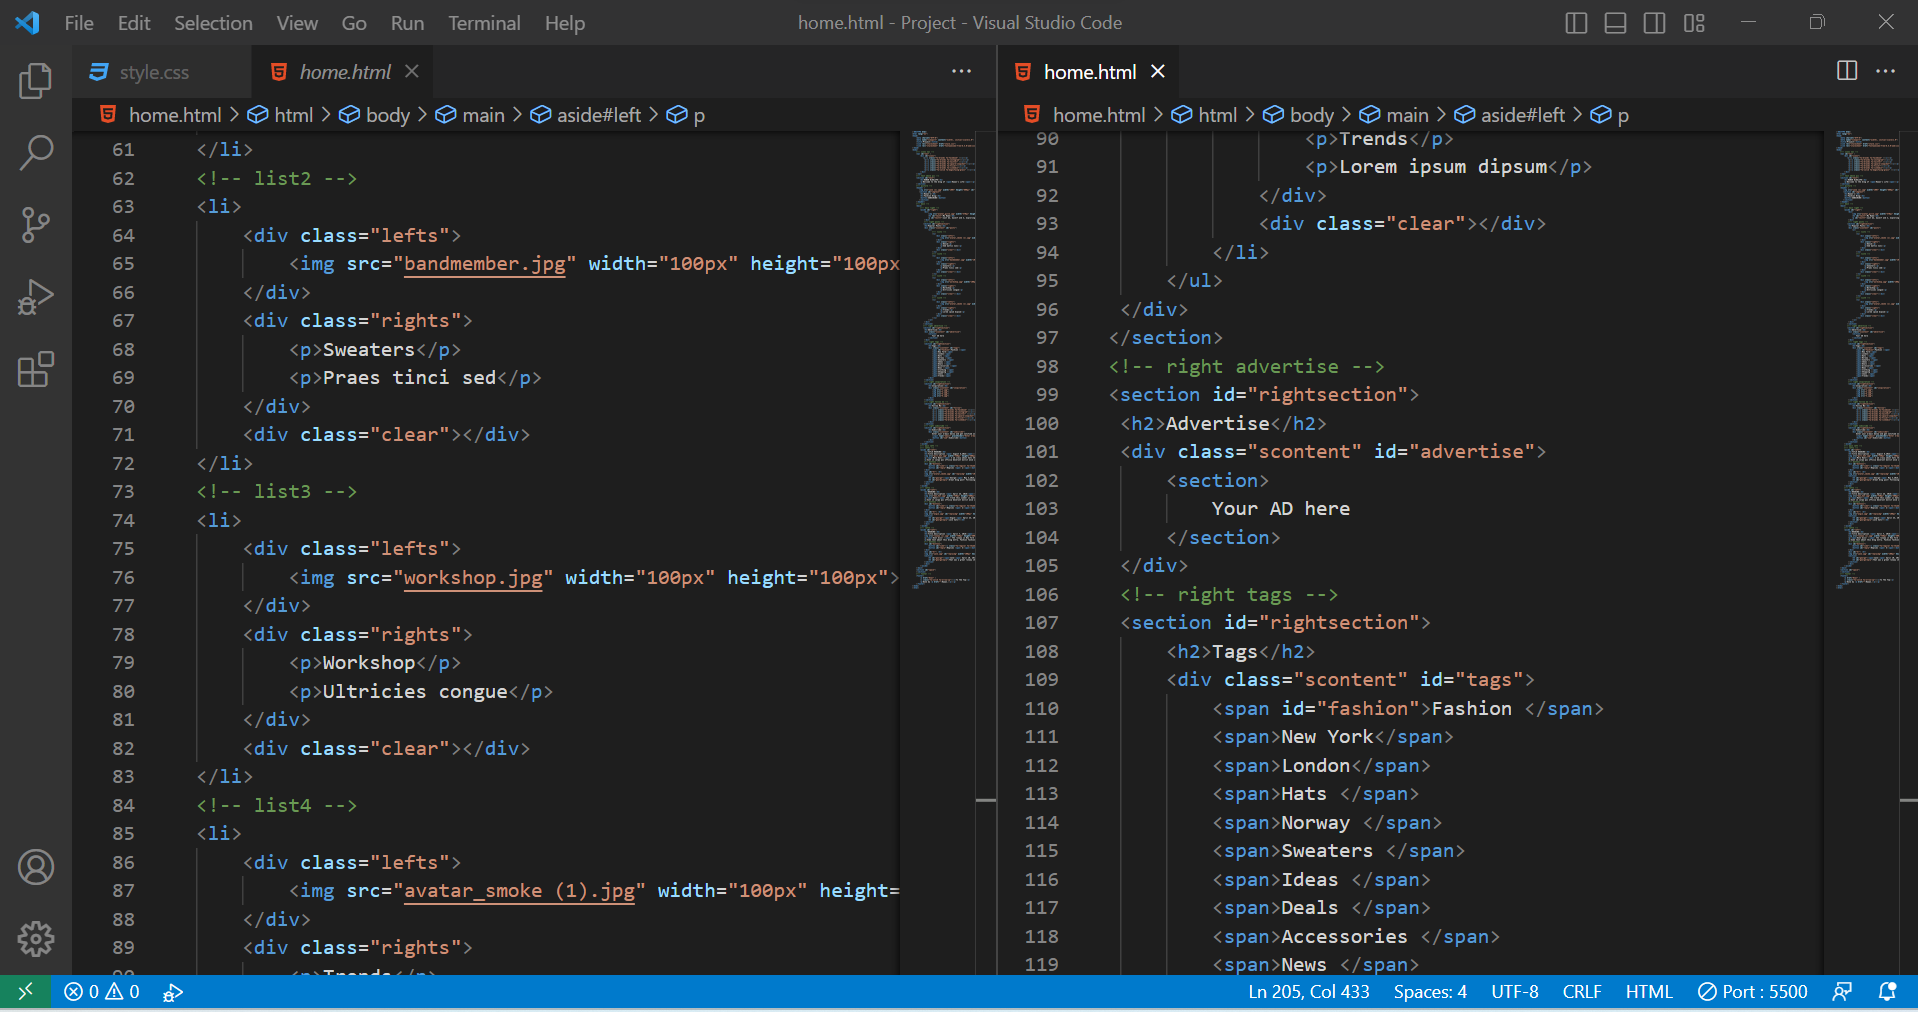 File Edit Selection View Go Run Terminal Help
home.html - Project - Visual Studio Code
style.css
home.html
home.html > html > body > main > aside#left > p
61 </li>
62 <!-- list2 -->
63 <li>
64 <div class="lefts">
65 <img src="bandmember.jpg" width="100px" height="100px
66 </div>
67 <div class="rights">
68 <p>Sweaters</p>
69 <p>Praes tinci sed</p>
70 </div>
71 <div class="clear"></div>
72 </li>
73 <!-- list3 -->
74 <li>
75 <div class="lefts">
76 <img src="workshop.jpg" width="100px" height="100px">
77 </div>
78 <div class="rights">
79 <p>Workshop</p>
80 <p>Ultricies congue</p>
81 </div>
82 <div class="clear"></div>
83 </li>
84 <!-- list4 -->
85 <li>
86 <div class="lefts">
87 <img src="avatar_smoke (1).jpg" width="100px" height=
88 </div>
89 <div class="rights">
90 <p>Trends</p>
home.html
home.html > html > body > main > aside#left > p
90 <p>Trends</p>
91 <p>Lorem ipsum dipsum</p>
92 </div>
93 <div class="clear"></div>
94 </li>
95 </ul>
96 </div>
97 </section>
98 <!-- right advertise -->
99 <section id="rightsection">
100 <h2>Advertise</h2>
101 <div class="scontent" id="advertise">
102 <section>
103 Your AD here
104 </section>
105 </div>
106 <!-- right tags -->
107 <section id="rightsection">
108 <h2>Tags</h2>
109 <div class="scontent" id="tags">
110 <span id="fashion">Fashion </span>
111 <span>New York</span>
112 <span>London</span>
113 <span>Hats </span>
114 <span>Norway </span>
115 <span>Sweaters </span>
116 <span>Ideas </span>
117 <span>Deals </span>
118 <span>Accessories </span>
119 <span>News </span>
0 0
Ln 205, Col 433 Spaces: 4 UTF-8 CRLF HTML Port : 5500